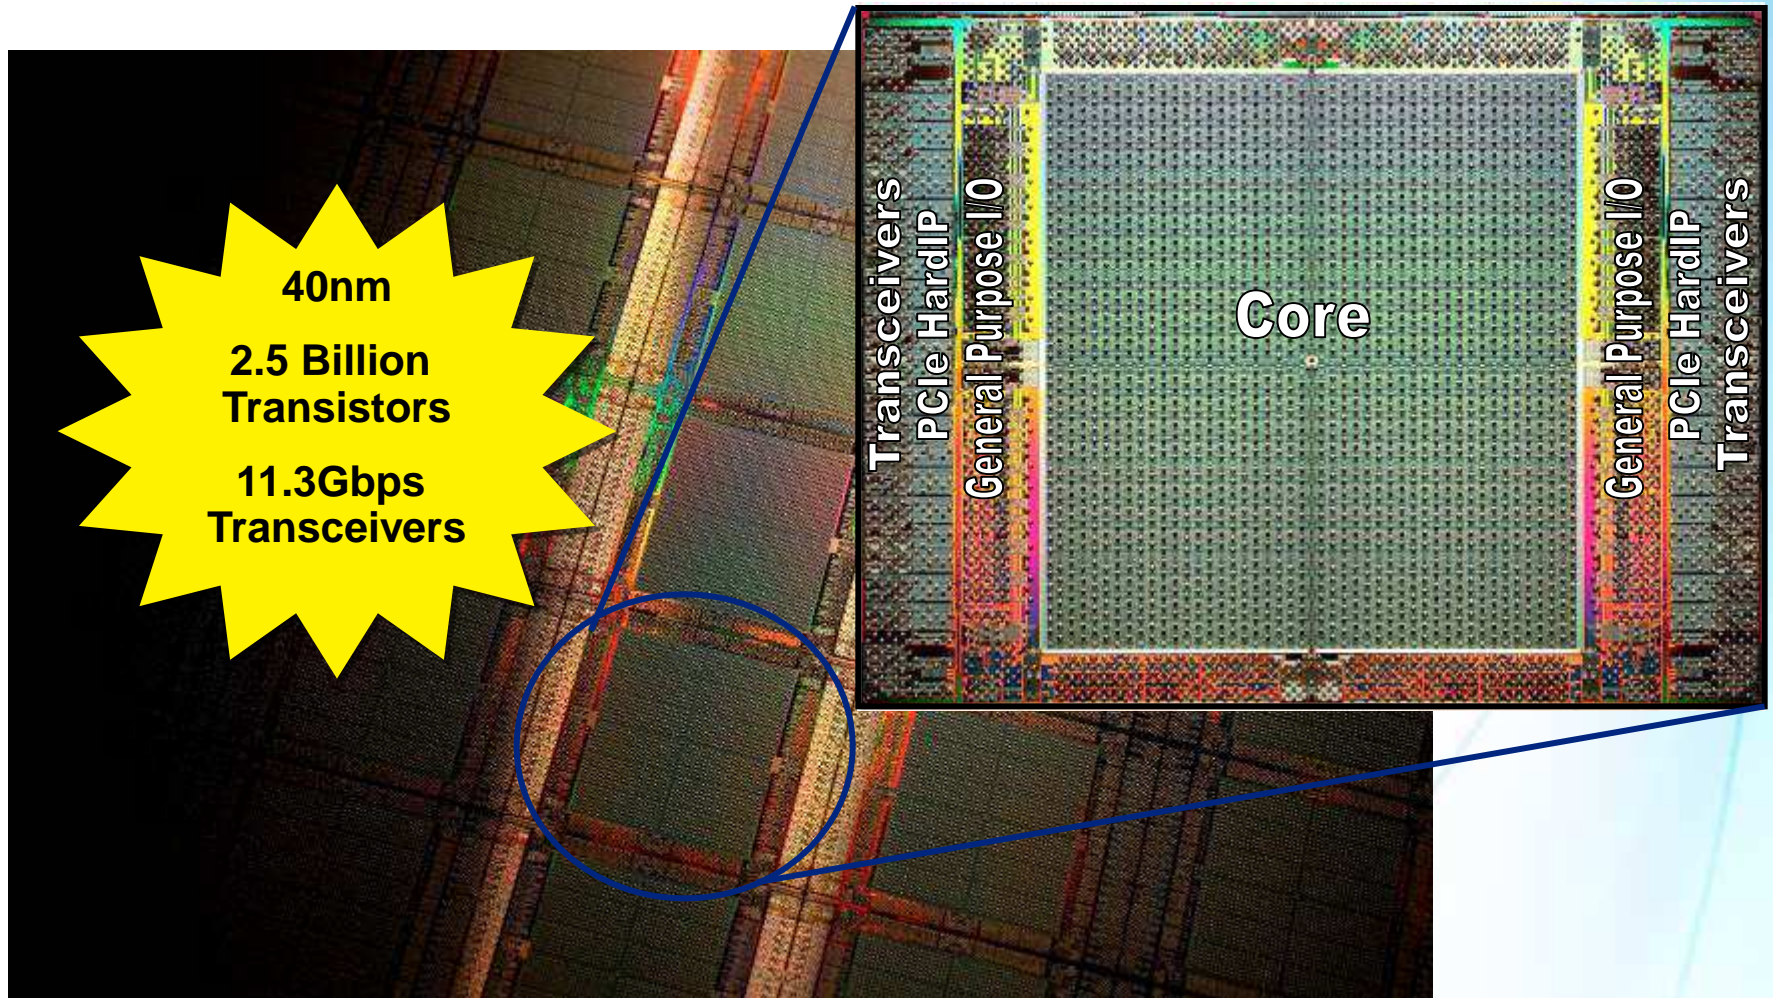 40nm
2.5 Billion
Transistors
11.3Gbps
Transceivers
Transceivers
PCIe HardIP
General Purpose I/O
Core
General Purpose I/O
PCIe HardIP
Transceivers